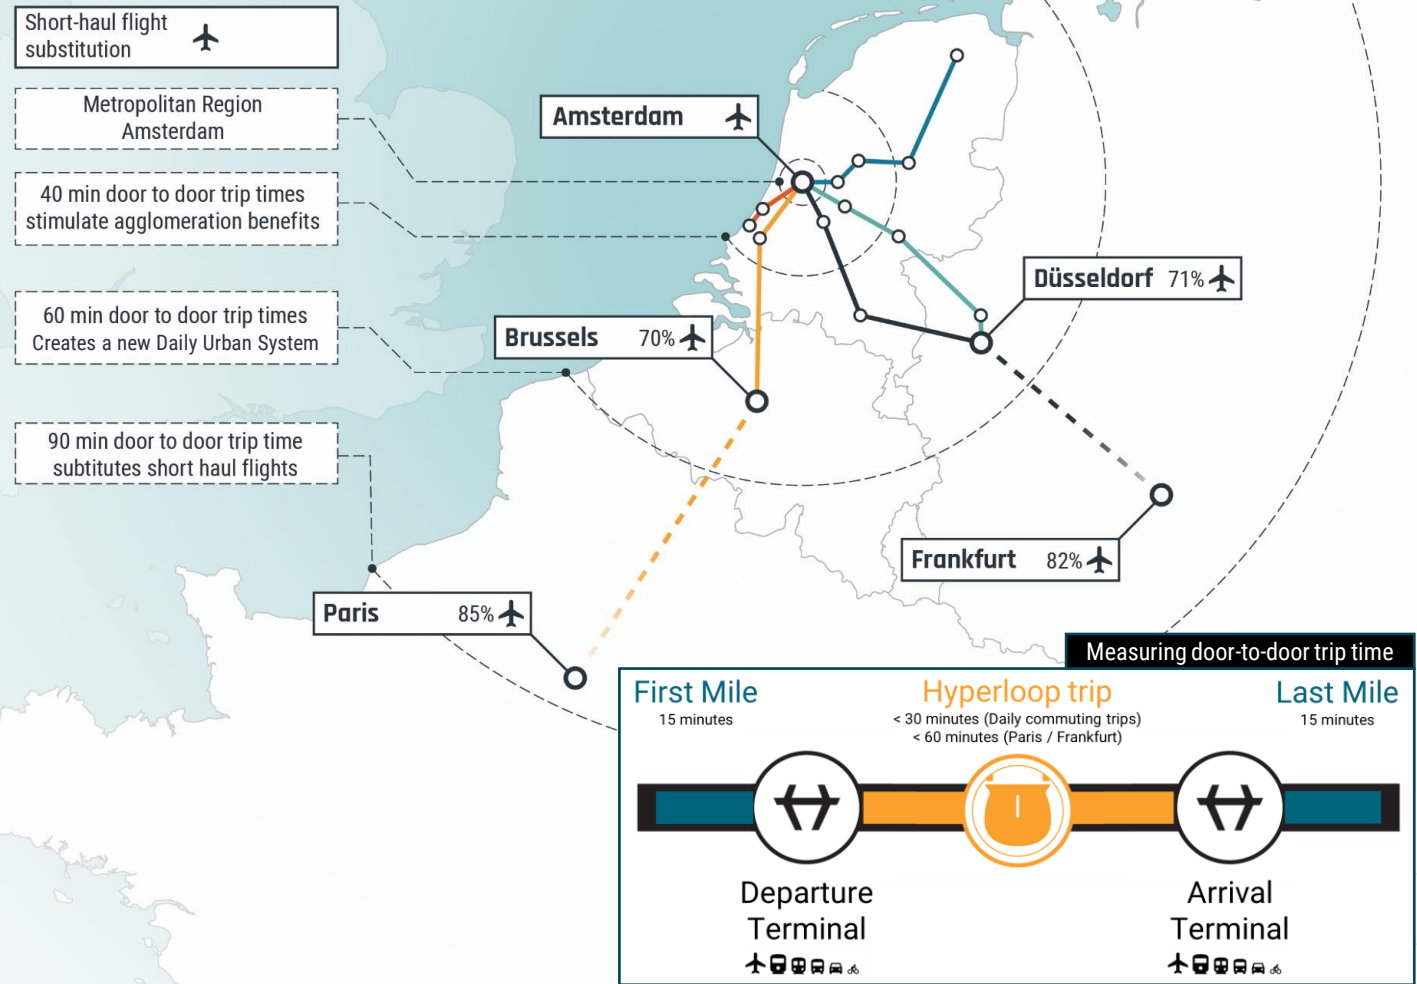 Short-haul flight
substitution
Metropolitan Region
Amsterdam
40 min door to door trip times
stimulate agglomeration benefits
60 min door to door trip times
Creates a new Daily Urban System
90 min door to door trip time
subtitutes short haul flights
Amsterdam
Düsseldorf 71%
Brussels 70%
Frankfurt 82%
Paris 85%
Measuring door-to-door trip time
First Mile
15 minutes
Hyperloop trip
< 30 minutes (Daily commuting trips)
< 60 minutes (Paris / Frankfurt)
Last Mile
15 minutes
Departure
Terminal
Arrival
Terminal